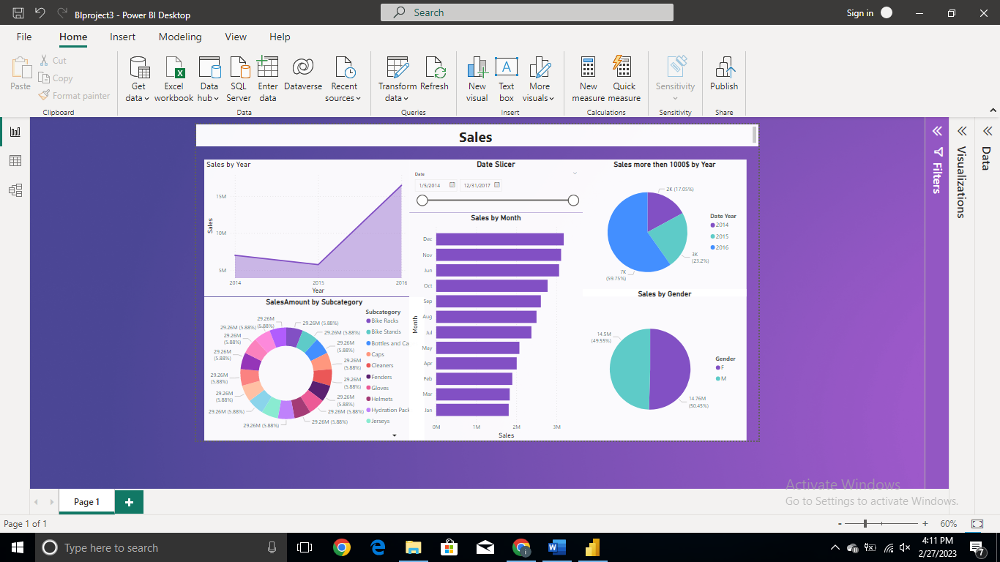 BIproject3 - Power BI Desktop
Search
Sign in
File Home Insert Modeling View Help
Paste
Cut
Copy
Format painter
Clipboard
Get data
Excel workbook
Data hub
SQL Server
Enter data
Dataverse
Recent sources
Data
Transform data
Refresh
Queries
New visual
Text box
More visuals
Insert
New measure
Quick measure
Calculations
Sensitivity
Sensitivity
Publish
Share
Sales
Sales by Year
15M
10M
5M
Sales
2014 2015 2016
Year
Date Slicer
Date
1/5/2014 12/31/2017
Sales by Month
Dec
Nov
Jun
Oct
Sep
Aug
Jul
May
Apr
Feb
Mar
Jan
Month
0M 1M 2M 3M
Sales
Sales more then 1000$ by Year
2K (17.05%)
3K
(23.2%)
7K
(59.75%)
Date Year
2014
2015
2016
SalesAmount by Subcategory
29.26M
(5.88%)
29.26M (5.88%)
29.26M (5.88%)
29.26M (5.88%)
29.26M
(5.88%)
29.26M
(5.88%)
29.26M
(5.88%)
29.26M
(5.88%)
29.26M
(5.88%)
29.26M
(5.88%)
29.26M
(5.88%)
29.26M
(5.88%)
29.26M (5.88%)
29.26M (5.88%)
29.26M (5.88%)
29.26M (5.88%)
Subcategory
Bike Racks
Bike Stands
Bottles and Ca
Caps
Cleaners
Fenders
Gloves
Helmets
Hydration Pack
Jerseys
Sales by Gender
14.5M
(49.55%)
14.76M
(50.45%)
Gender
F
M
Filters
Visualizations
Data
Activate Windows
Go to Settings to activate Windows.
Page 1
Page 1 of 1
- + 60%
Type here to search
4:11 PM
2/27/2023
7